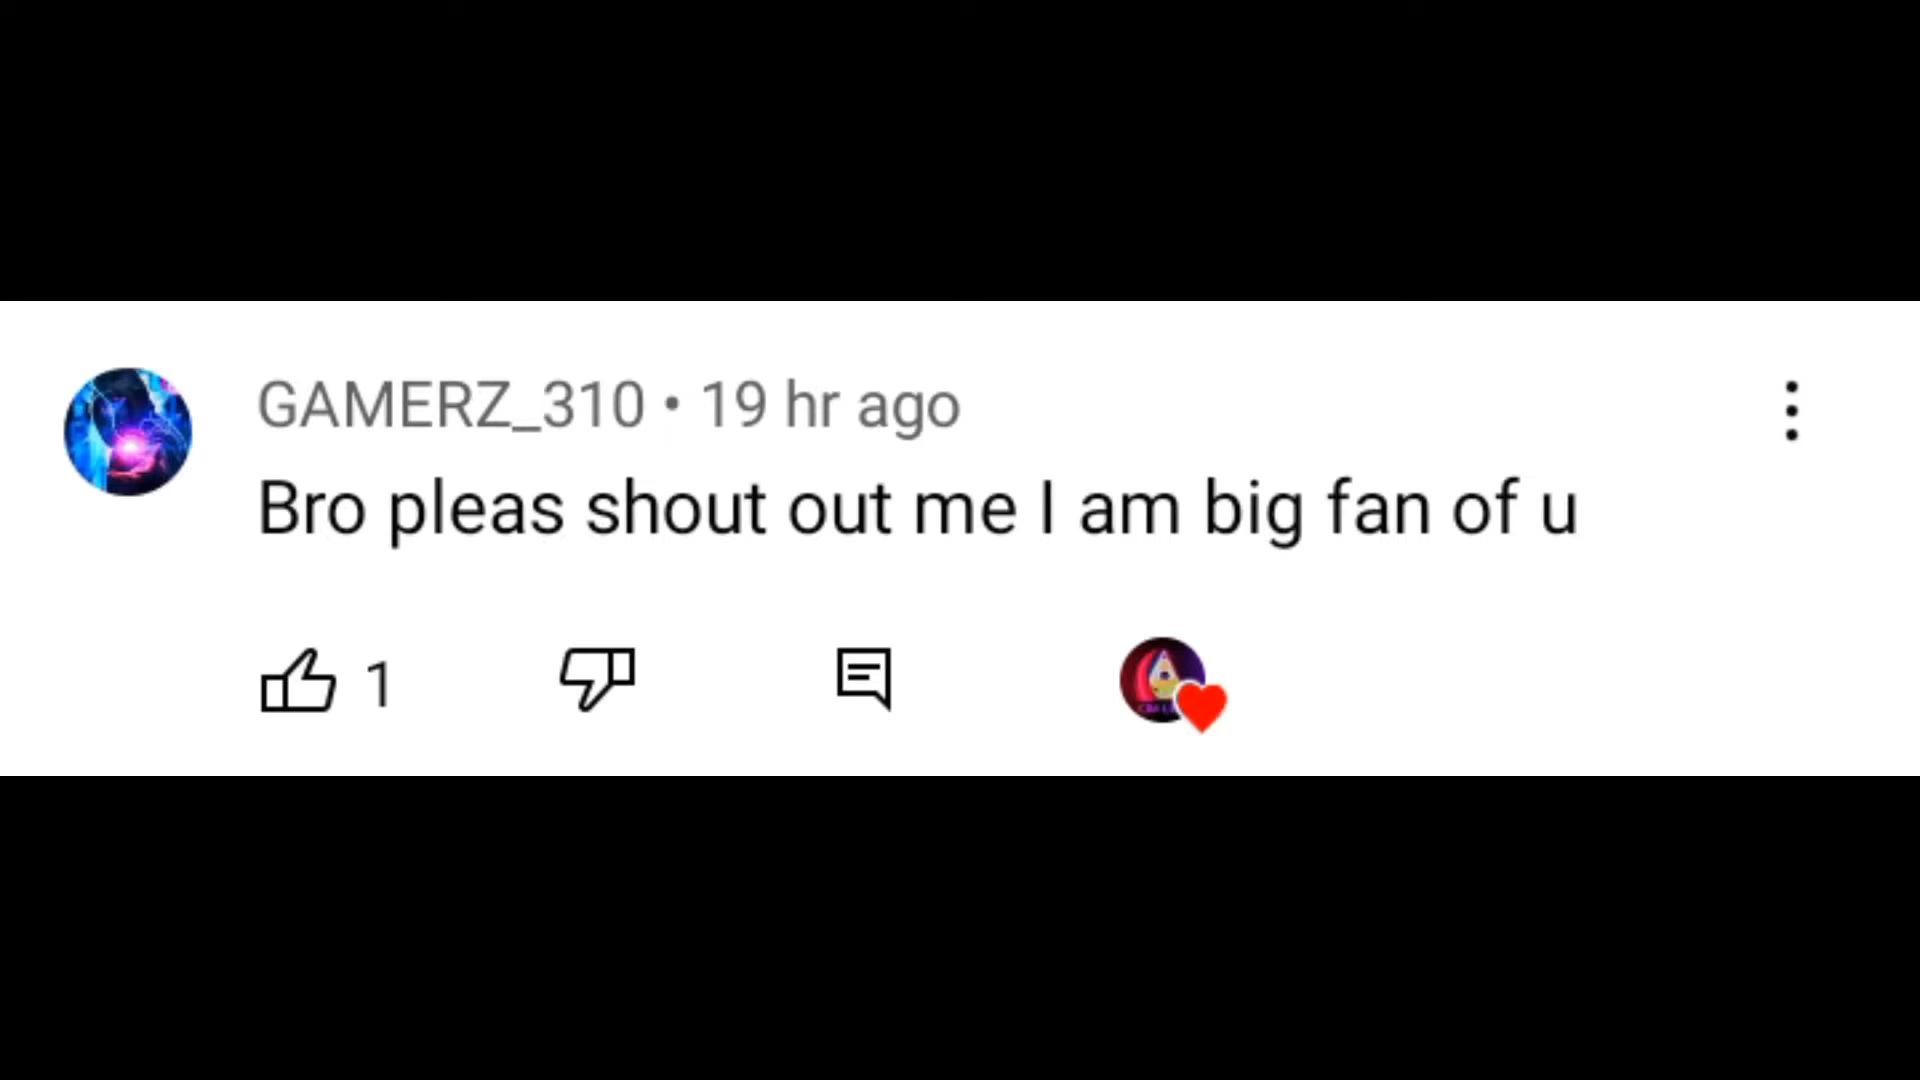 GAMERZ_310 • 19 hr ago
Bro pleas shout out me I am big fan of u
1